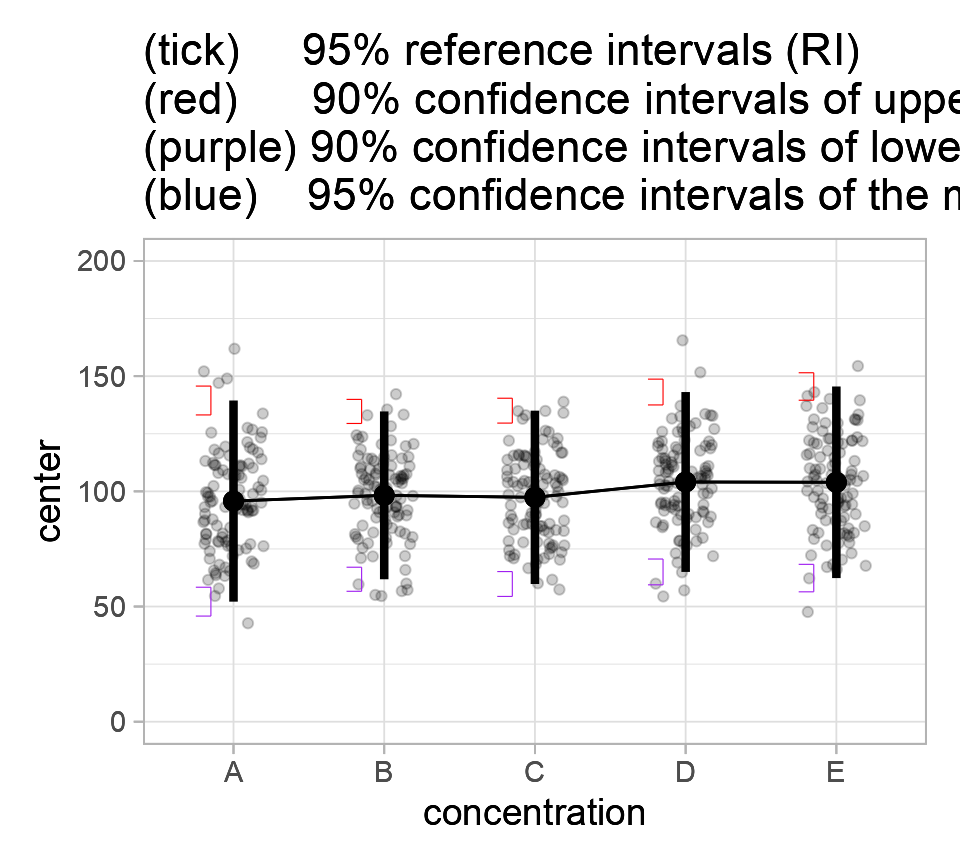 (tick) 95% reference intervals (RI)
(red) 90% confidence intervals of uppe
(purple) 90% confidence intervals of lowe
(blue) 95% confidence intervals of the m
200
150
100
50
0
center
A B C D E
concentration